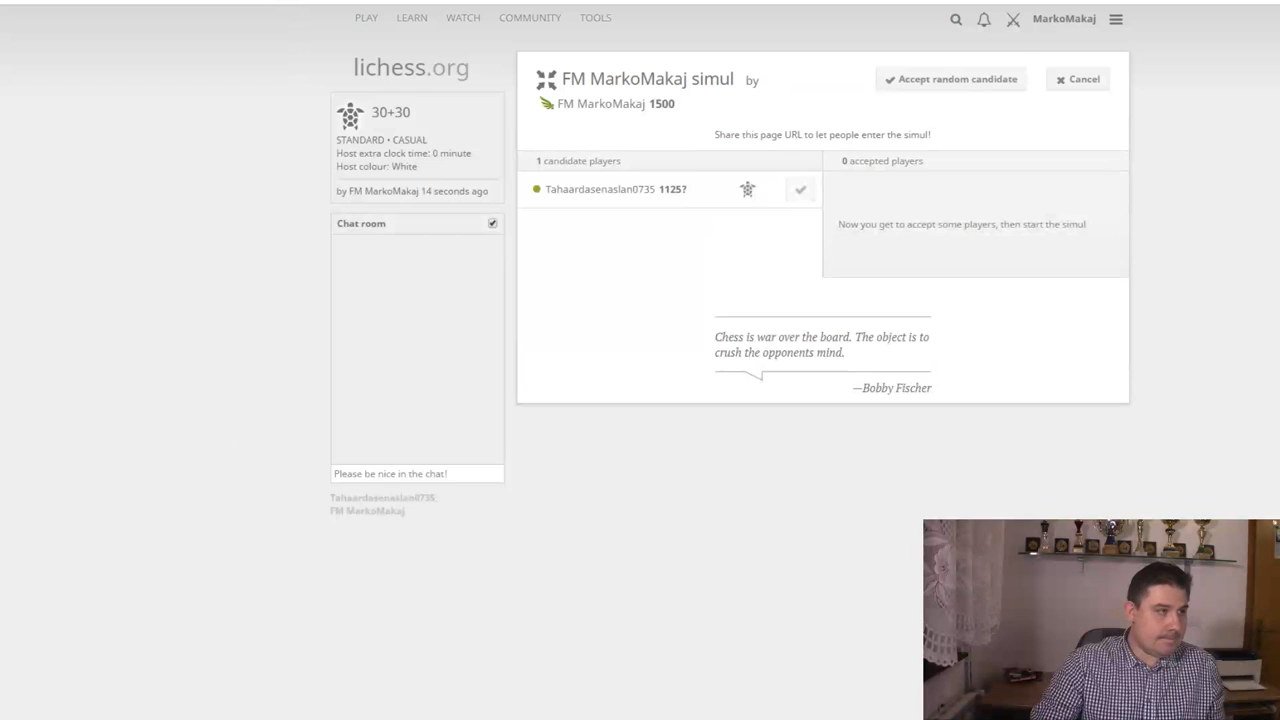 PLAY LEARN WATCH COMMUNITY TOOLS MarkoMakaj
lichess.org
30+30
STANDARD • CASUAL
Host extra clock time: 0 minute
Host colour: White
by FM MarkoMakaj 14 seconds ago
Chat room
Please be nice in the chat!
Tahaardasenaslan0735,
FM MarkoMakaj
FM MarkoMakaj simul by
FM MarkoMakaj 1500
Accept random candidate
Cancel
Share this page URL to let people enter the simul!
1 candidate players
0 accepted players
Tahaardasenaslan0735 1125?
Now you get to accept some players, then start the simul
Chess is war over the board. The object is to
crush the opponents mind.
—Bobby Fischer